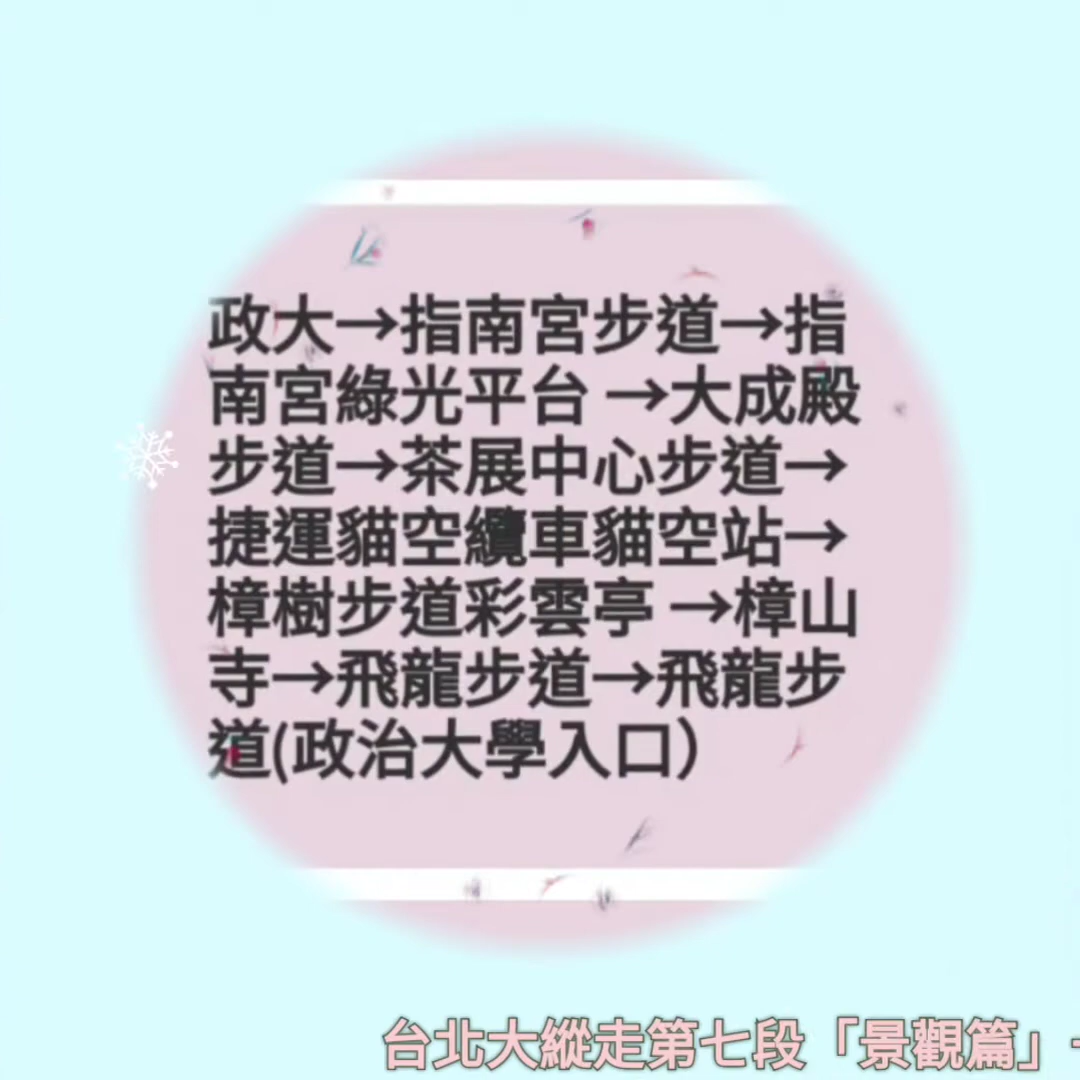 政大→指南宮步道→指
南宮綠光平台 →大成殿
步道→茶展中心步道→
捷運貓空纜車貓空站→
樟樹步道彩雲亭 →樟山
寺→飛龍步道→飛龍步
道(政治大學入口)
台北大縱走第七段「景觀篇」-